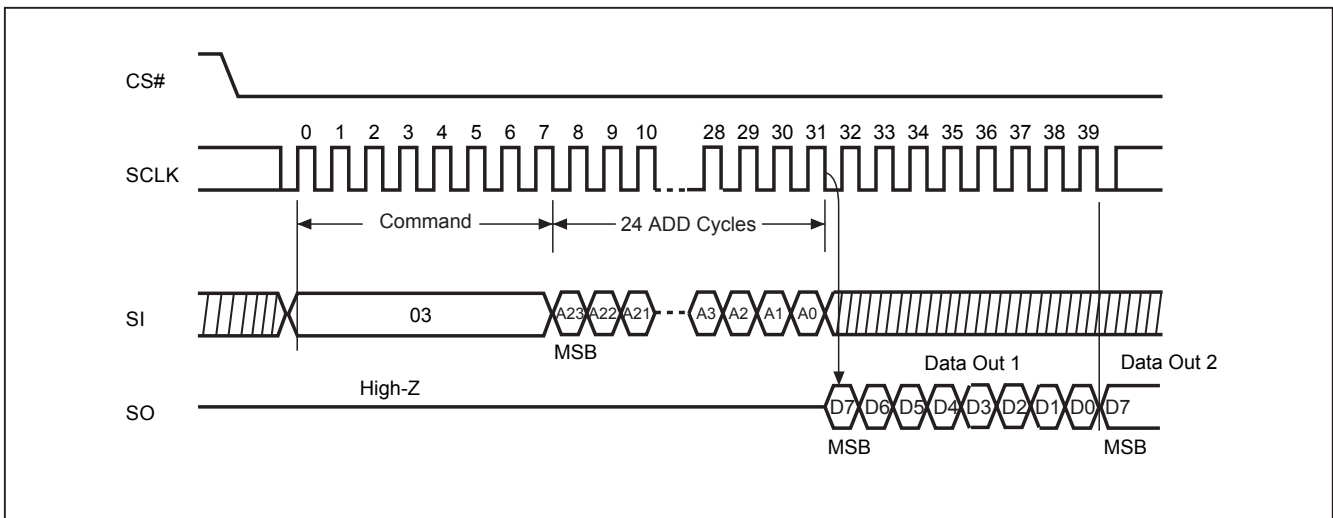 CS#
0 1 2 3 4 5 6 7 8 9 10 28 29 30 31 32 33 34 35 36 37 38 39
SCLK
Command 24 ADD Cycles
SI 03 A23 A22 A21 A3 A2 A1 A0
MSB
Data Out 1 Data Out 2
High-Z
SO D7 D6 D5 D4 D3 D2 D1 D0 D7
MSB MSB